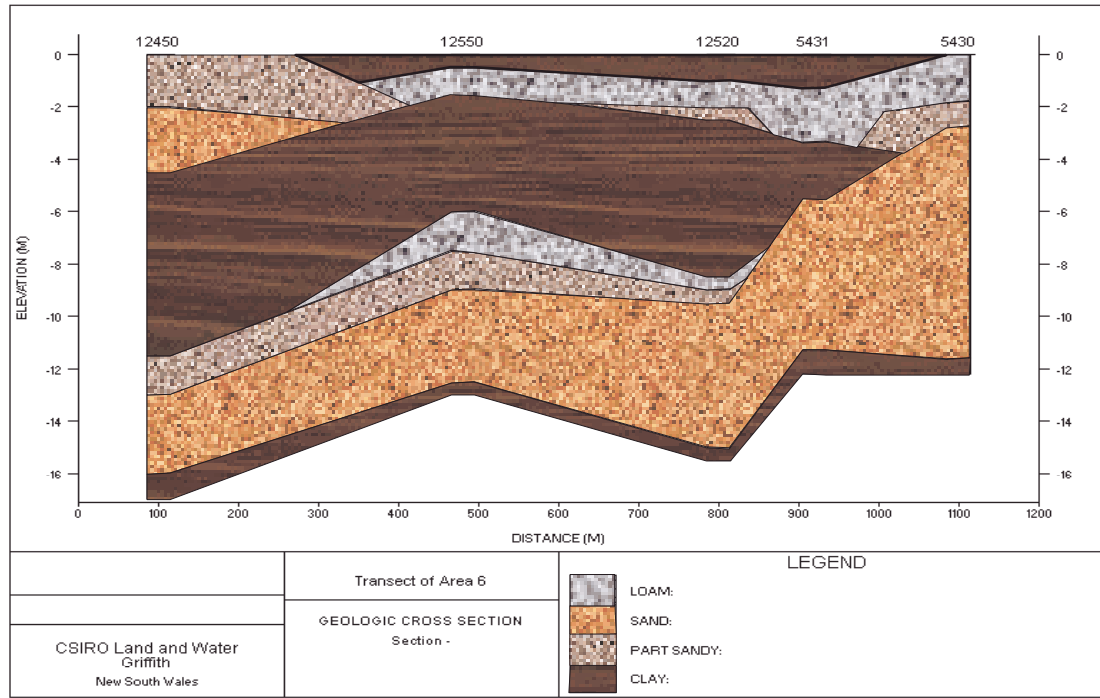 12450 12550 12520 5431 5430
0 0
-2 -2
-4 -4
-6 -6
-8 -8
-10 -10
-12 -12
-14 -14
-16 -16
ELEVATION (M)
0 100 200 300 400 500 600 700 800 900 1000 1100 1200
DISTANCE (M)
Transect of Area 6
GEOLOGIC CROSS SECTION
Section -
CSIRO Land and Water
Griffith
New South Wales
LEGEND
LOAM:
SAND:
PART SANDY:
CLAY: